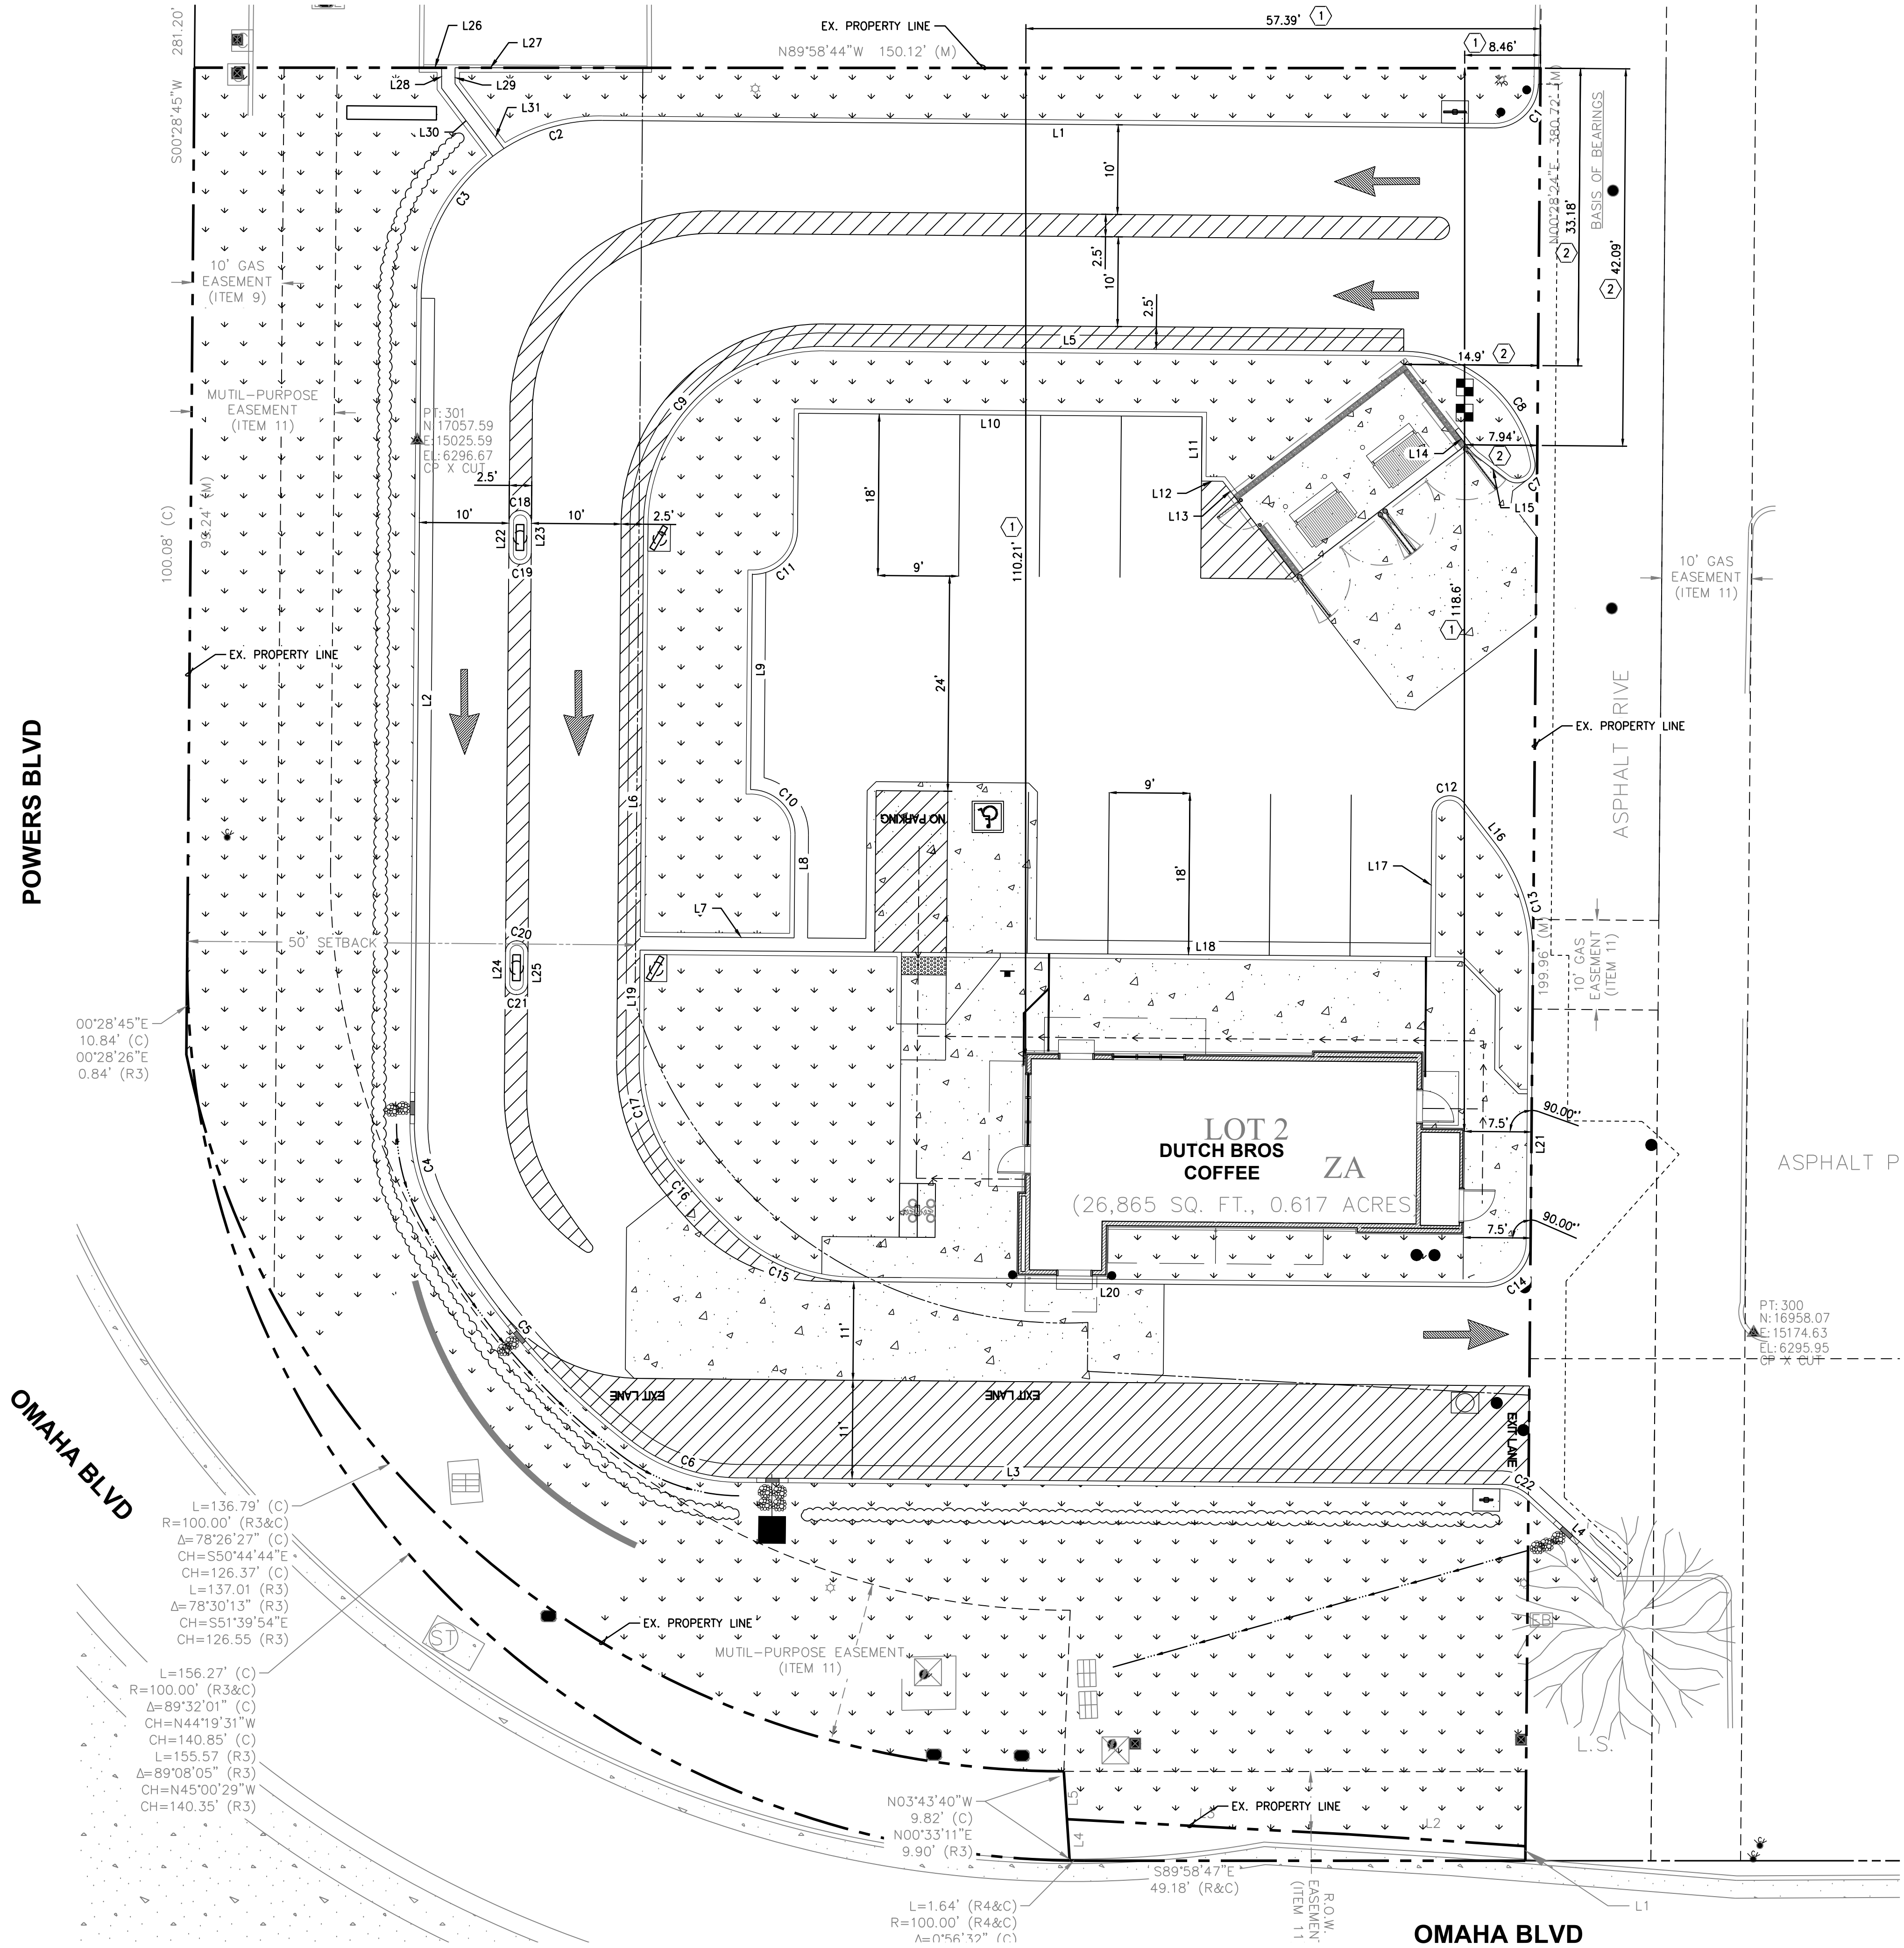 L26
L27
EX. PROPERTY LINE
N89°58'44"W 150.12' (M)
57.39' 1
1 8.46'
S00°28'45"W 281.20'
L28
L29
L30
L31
C2
L1
C1
C3
10'
2.5'
10'
2.5'
L5
N00°28'24"E 380.72' (M)
BASIS OF BEARINGS
33.18'
2
42.09'
2
14.9' 2
10' GAS
EASEMENT
(ITEM 9)
MUTIL-PURPOSE
EASEMENT
(ITEM 11)
PT: 301
N:17057.59
E:15025.59
EL:6296.67
CP X CUT
C9
L10
L11
C8
7.94'
2
L14
L12
L13
L15
C7
2.5'
C18
10'
10'
2.5'
L22
L23
C19
100.08' (C)
99.24' (M)
18'
9'
C11
1
110.21'
118.6'
1
10' GAS
EASEMENT
(ITEM 11)
EX. PROPERTY LINE
L2
L9
24'
POWERS BLVD
EX. PROPERTY LINE
ASPHALT DRIVE
L6
C10
L8
NO PARKING
9'
18'
C12
L16
L17
C13
L7
50' SETBACK
C20
L24
L25
C21
L19
L18
199.96' (M)
10' GAS
EASEMENT
(ITEM 11)
00°28'45"E
10.84' (C)
00°28'26"E
0.84' (R3)
C17
C4
C16
LOT 2
DUTCH BROS
COFFEE
ZA
(26,865 SQ. FT., 0.617 ACRES)
7.5'
90.00°'
L21
7.5'
90.00°'
ASPHALT P
C15
L20
C14
C5
11'
PT: 300
N:16958.07
E:15174.63
EL:6295.95
CP X CUT
EXIT LANE
EXIT LANE
EXIT LANE
11'
C6
L3
C22
L4
OMAHA BLVD
L=136.79' (C)
R=100.00' (R3&C)
Δ=78°26'27" (C)
CH=S50°44'44"E
CH=126.37' (C)
L=137.01 (R3)
Δ=78°30'13" (R3)
CH=S51°39'54"E
CH=126.55 (R3)
ST
EX. PROPERTY LINE
MUTIL-PURPOSE EASEMENT
(ITEM 11)
EB
L=156.27' (C)
R=100.00' (R3&C)
Δ=89°32'01" (C)
CH=N44°19'31"W
CH=140.85' (C)
L=155.57 (R3)
Δ=89°08'05" (R3)
CH=N45°00'29"W
CH=140.35' (R3)
L.S.
N03°43'40"W
9.82' (C)
N00°33'11"E
9.90' (R3)
L5
L4
L3
EX. PROPERTY LINE
L2
S89°58'47"E
49.18' (R&C)
L=1.64' (R4&C)
R=100.00' (R4&C)
Δ=0°56'32" (C)
R.O.W.
EASEMENT
(ITEM 11
L1
OMAHA BLVD